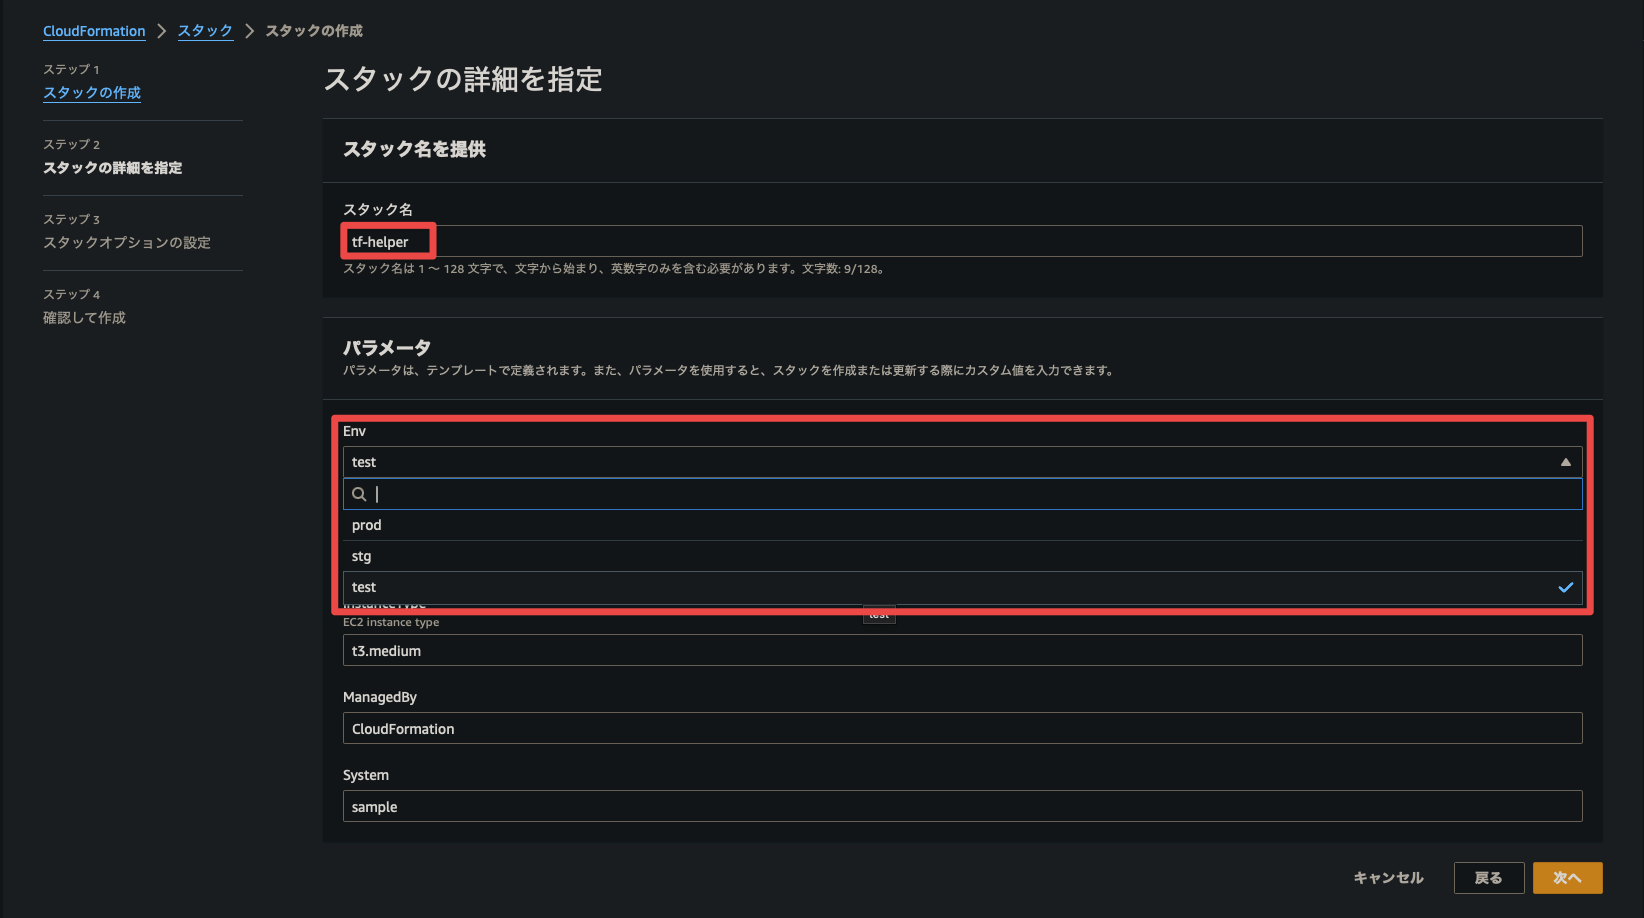 CloudFormation > スタック > スタックの作成
ステップ 1
スタックの作成
ステップ 2
スタックの詳細を指定
ステップ 3
スタックオプションの設定
ステップ 4
確認して作成
スタックの詳細を指定
スタック名を提供
スタック名
tf-helper
スタック名は 1 ～ 128 文字で、文字から始まり、英数字のみを含む必要があります。文字数: 9/128。
パラメータ
パラメータは、テンプレートで定義されます。また、パラメータを使用すると、スタックを作成または更新する際にカスタム値を入力できます。
Env
test
prod
stg
test
InstanceType
test
EC2 instance type
t3.medium
ManagedBy
CloudFormation
System
sample
キャンセル
戻る
次へ